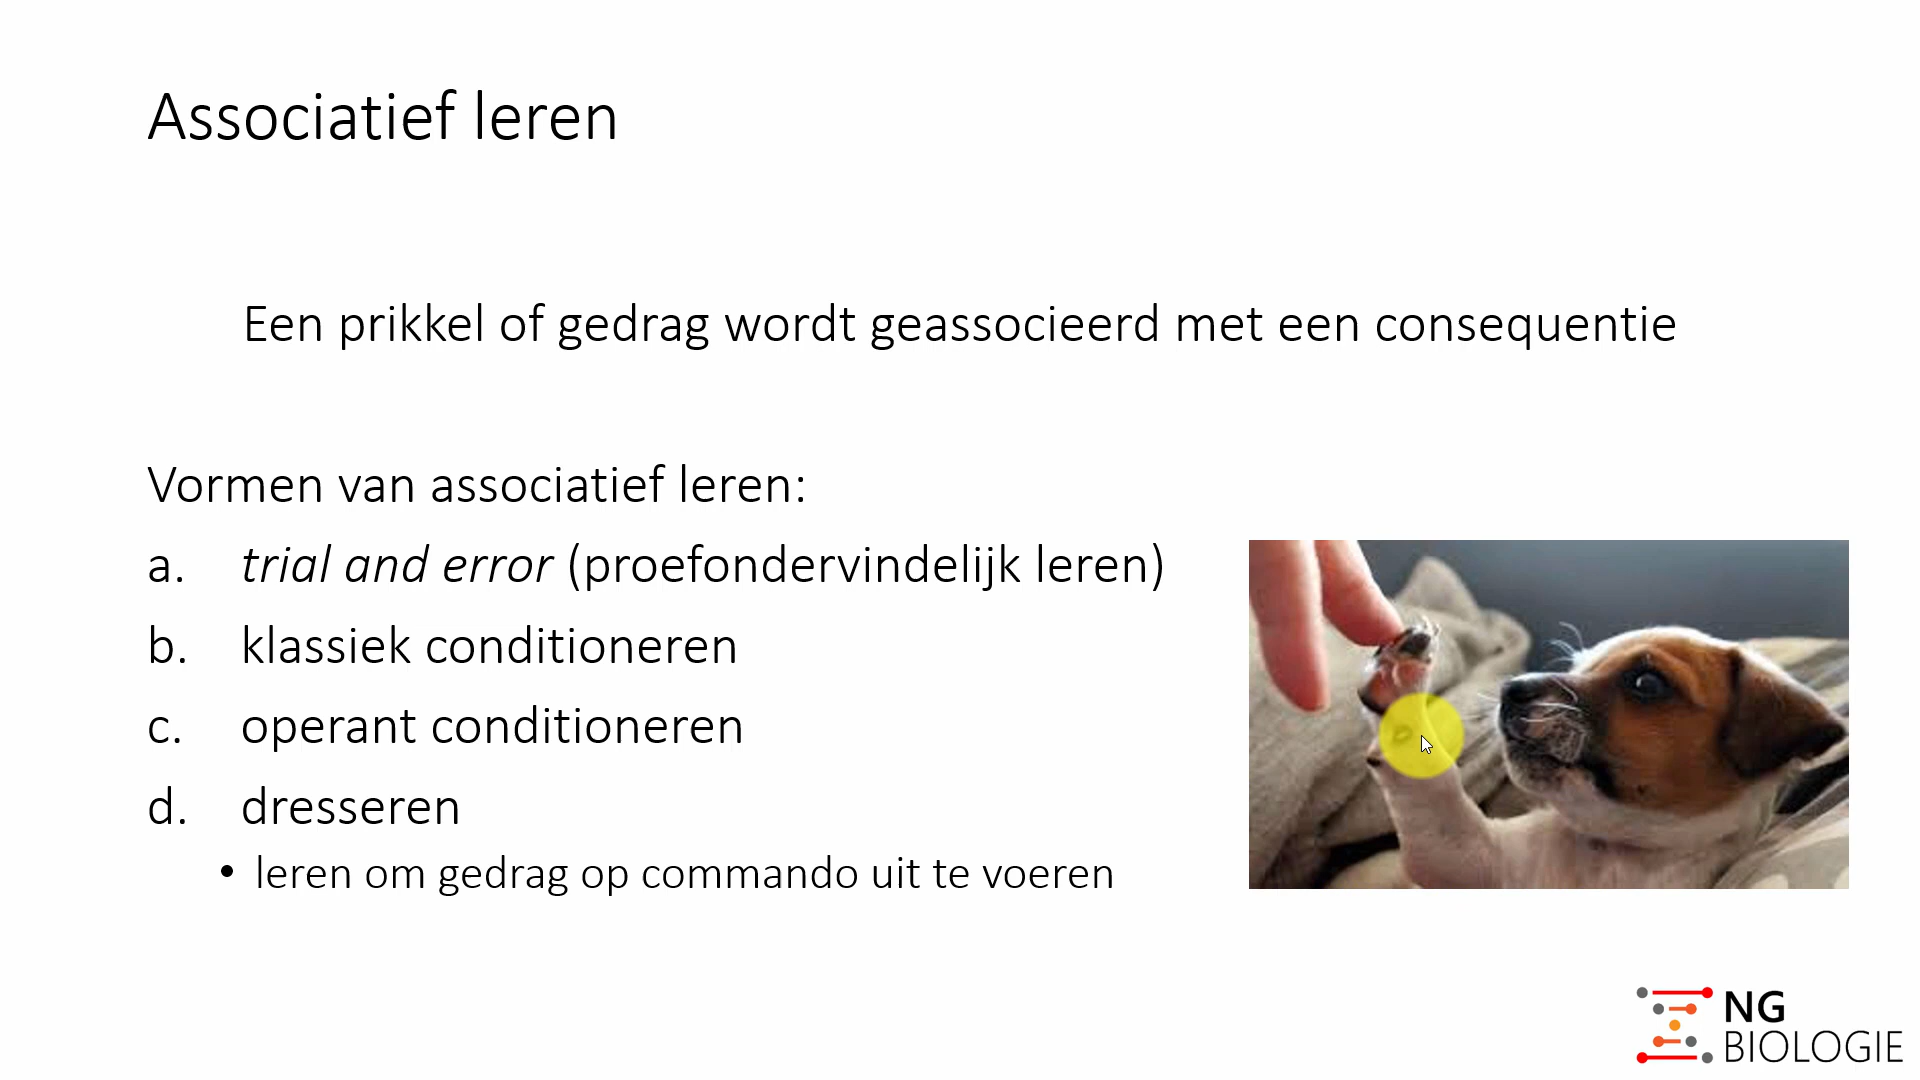 Associatief leren
Een prikkel of gedrag wordt geassocieerd met een consequentie
Vormen van associatief leren:
a. trial and error (proefondervindelijk leren)
b. klassiek conditioneren
c. operant conditioneren
d. dresseren
• leren om gedrag op commando uit te voeren
NG
BIOLOGIE